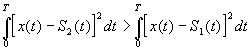 ∫₀ᵀ[x(t) − S₂(t)]² dt > ∫₀ᵀ[x(t) − S₁(t)]² dt